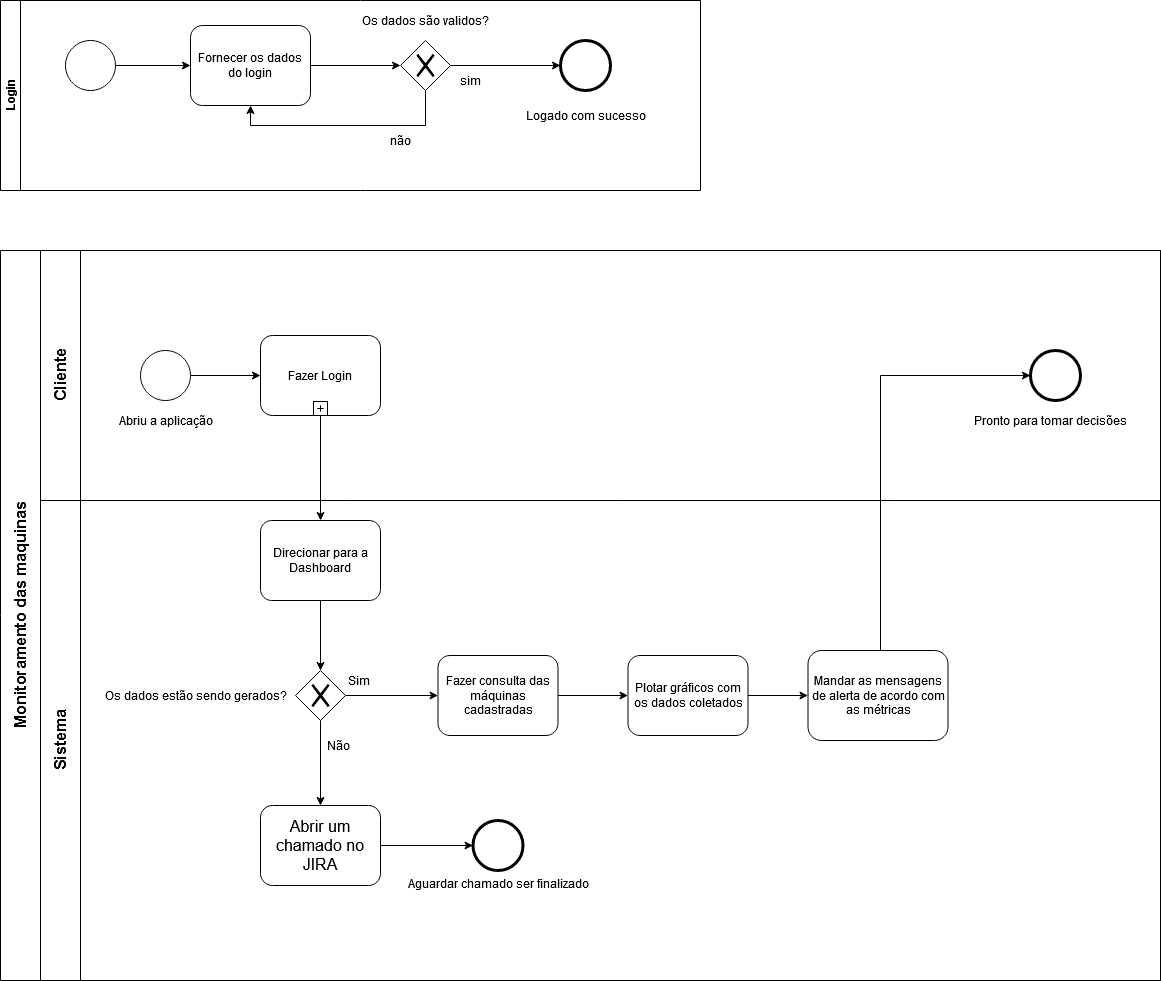 Login
Os dados são validos?
Fornecer os dados
do login
sim
não
Logado com sucesso
Monitoramento das maquinas
Cliente
Abriu a aplicação
Fazer Login
Pronto para tomar decisões
Sistema
Direcionar para a
Dashboard
Os dados estão sendo gerados?
Sim
Não
Fazer consulta das
máquinas
cadastradas
Plotar gráficos com
os dados coletados
Mandar as mensagens
de alerta de acordo com
as métricas
Abrir um
chamado no
JIRA
Aguardar chamado ser finalizado